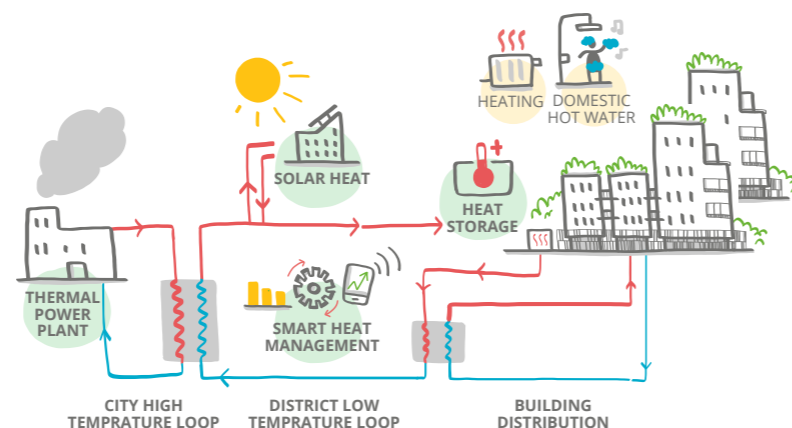 HEATING
DOMESTIC
HOT WATER
SOLAR HEAT
HEAT
STORAGE
THERMAL
POWER
PLANT
SMART HEAT
MANAGEMENT
CITY HIGH
TEMPRATURE LOOP
DISTRICT LOW
TEMPRATURE LOOP
BUILDING
DISTRIBUTION